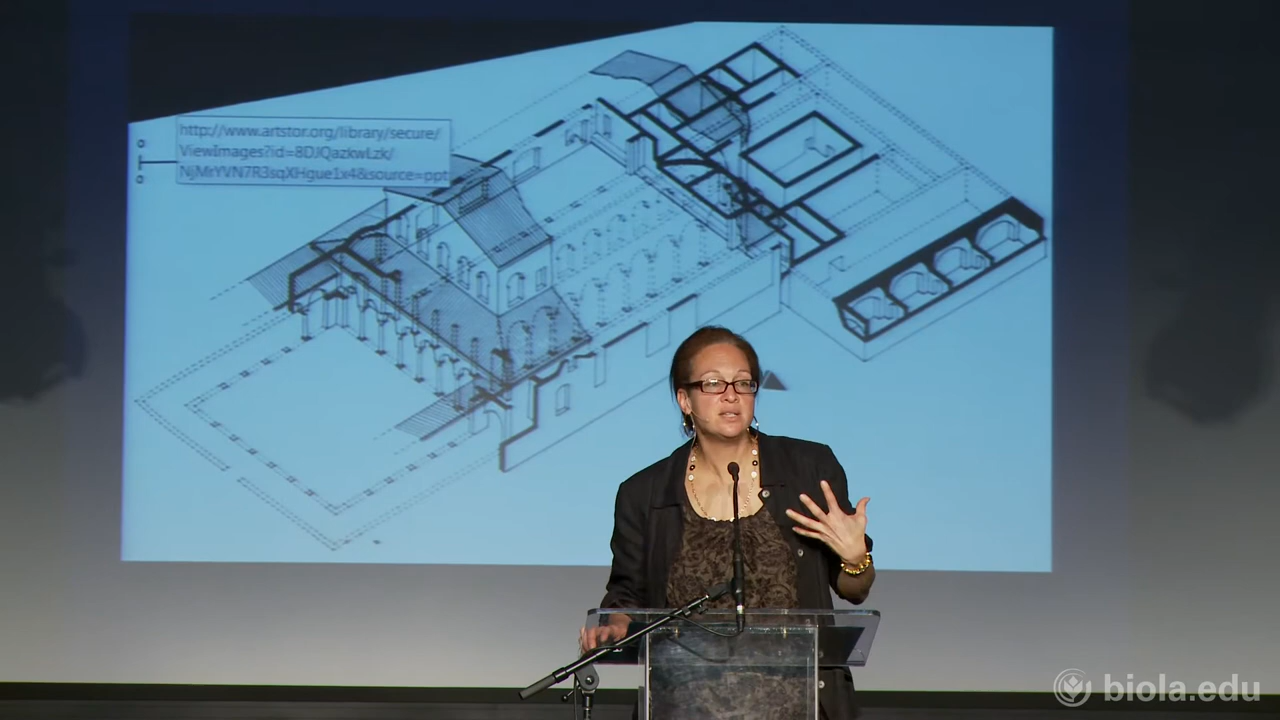 http://www.artstor.org/library/secure/
ViewImages?id=8DJQazkwLzk/
NjMrYVN7R3sqXHgue1x4&source=ppt
biola.edu